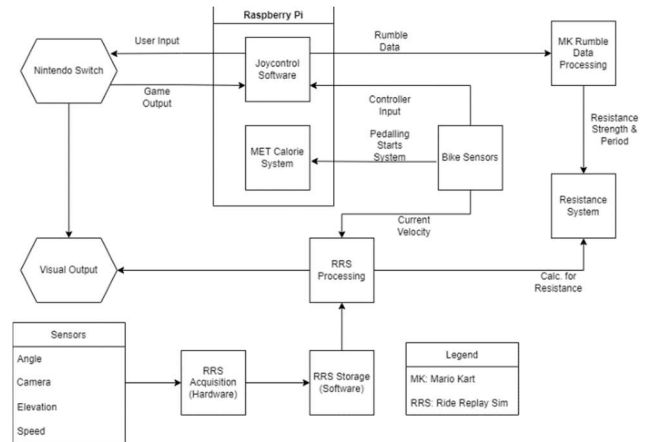 Raspberry Pi
User Input
Rumble
Data
Nintendo Switch
Joycontrol
Software
MK Rumble
Data
Processing
Game
Output
Controller
Input
Resistance
Strength &
Period
MET Calorie
System
Pedalling
Starts
System
Bike Sensors
Resistance
System
Current
Velocity
Visual Output
RRS
Processing
Calc. for
Resistance
Sensors
Angle
Camera
Elevation
Speed
RRS
Acquisition
(Hardware)
RRS Storage
(Software)
Legend
MK: Mario Kart
RRS: Ride Replay Sim